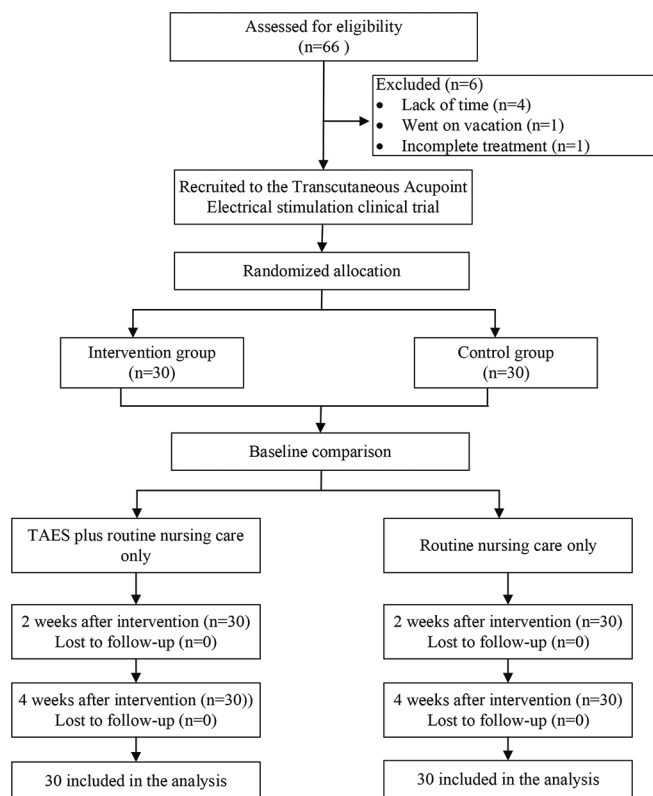 Assessed for eligibility
(n=66 )
Excluded (n=6)
• Lack of time (n=4)
• Went on vacation (n=1)
• Incomplete treatment (n=1)
Recruited to the Transcutaneous Acupoint
Electrical stimulation clinical trial
Randomized allocation
Intervention group
(n=30)
Control group
(n=30)
Baseline comparison
TAES plus routine nursing care
only
Routine nursing care only
2 weeks after intervention (n=30)
Lost to follow-up (n=0)
2 weeks after intervention (n=30)
Lost to follow-up (n=0)
4 weeks after intervention (n=30))
Lost to follow-up (n=0)
4 weeks after intervention (n=30)
Lost to follow-up (n=0)
30 included in the analysis
30 included in the analysis